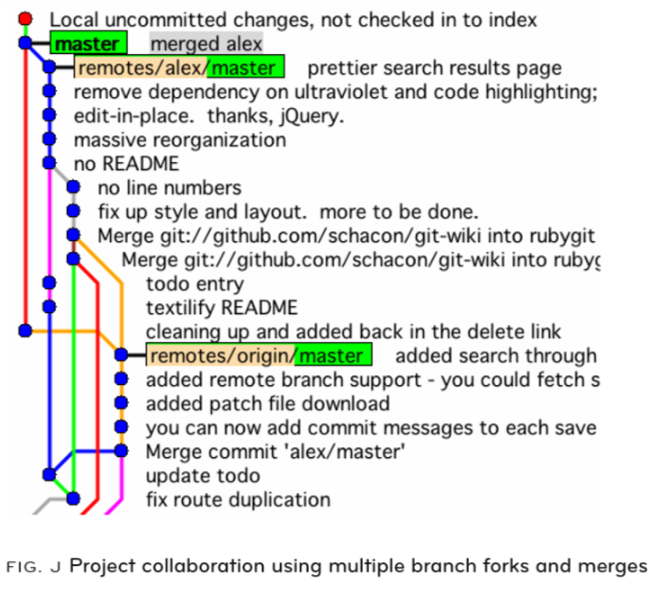 Local uncommitted changes, not checked in to index
master merged alex
remotes/alex/master prettier search results page
remove dependency on ultraviolet and code highlighting;
edit-in-place. thanks, jQuery.
massive reorganization
no README
no line numbers
fix up style and layout. more to be done.
Merge git://github.com/schacon/git-wiki into rubygit
Merge git://github.com/schacon/git-wiki into rubyg
todo entry
textilify README
cleaning up and added back in the delete link
remotes/origin/master added search through
added remote branch support - you could fetch s
added patch file download
you can now add commit messages to each save
Merge commit 'alex/master'
update todo
fix route duplication
FIG. J Project collaboration using multiple branch forks and merges